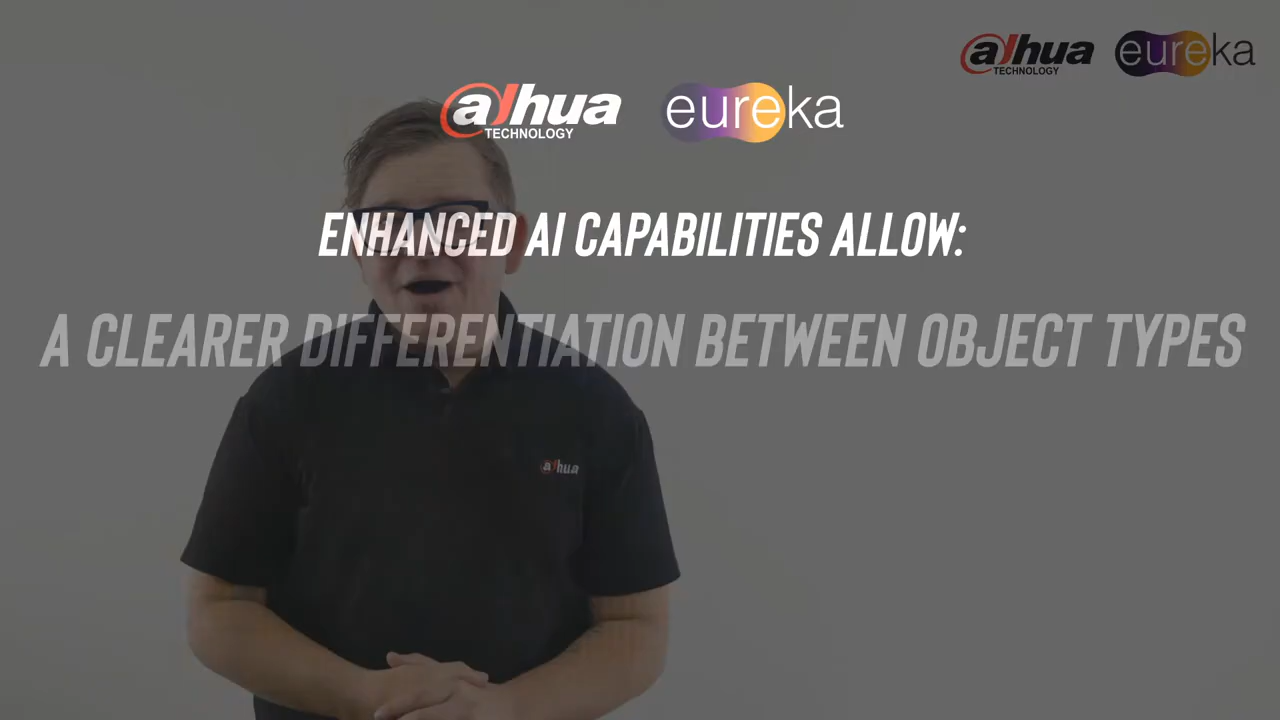 alhua TECHNOLOGY eureka
alhua TECHNOLOGY eureka
ENHANCED AI CAPABILITIES ALLOW:
A CLEARER DIFFERENTIATION BETWEEN OBJECT TYPES
alhua